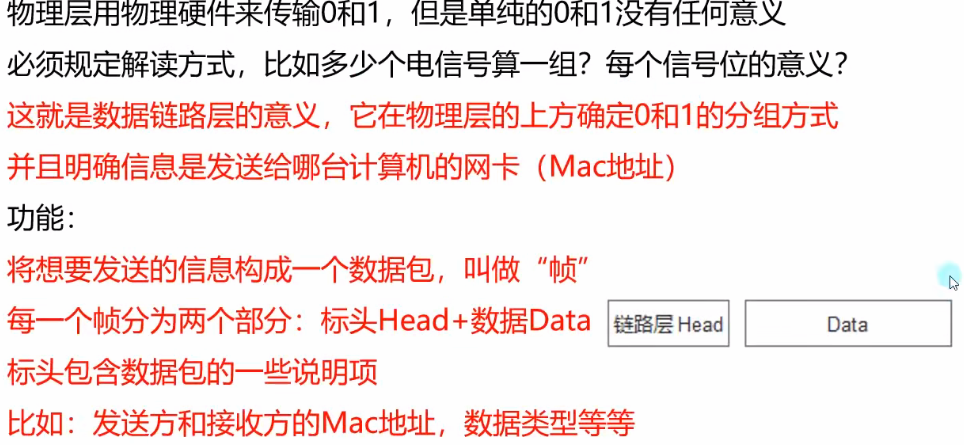 物理层用物理硬件来传输0和1，但是单纯的0和1没有任何意义
必须规定解读方式，比如多少个电信号算一组？每个信号位的意义？
这就是数据链路层的意义，它在物理层的上方确定0和1的分组方式
并且明确信息是发送给哪台计算机的网卡（Mac地址）
功能：
将想要发送的信息构成一个数据包，叫做“帧”
每一个帧分为两个部分：标头Head+数据Data
链路层 Head
Data
标头包含数据包的一些说明项
比如：发送方和接收方的Mac地址，数据类型等等